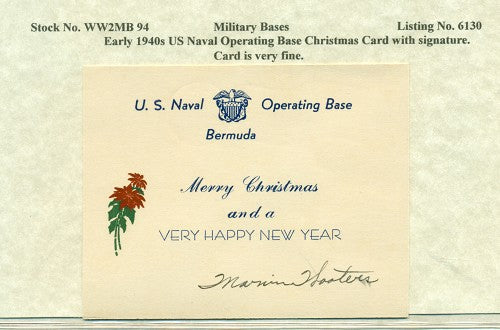 Stock No. WW2MB 94 Military Bases Listing No. 6130
Early 1940s US Naval Operating Base Christmas Card with signature.
Card is very fine.
U. S. Naval Operating Base
Bermuda
Merry Christmas
and a
VERY HAPPY NEW YEAR